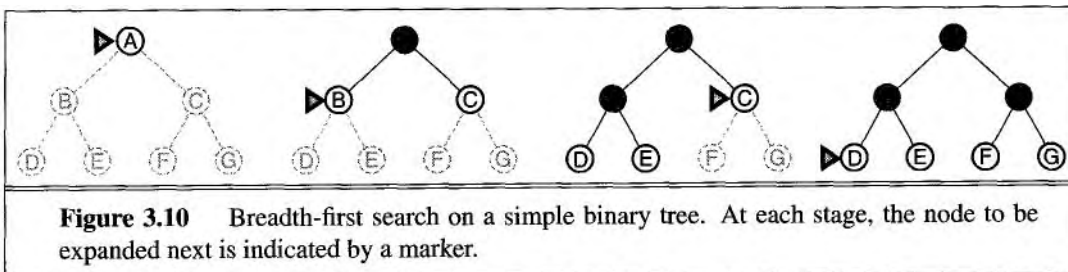 A
B C
D E F G
B C
D E F G
C
D E F G
D E F G
Figure 3.10 Breadth-first search on a simple binary tree. At each stage, the node to be
expanded next is indicated by a marker.